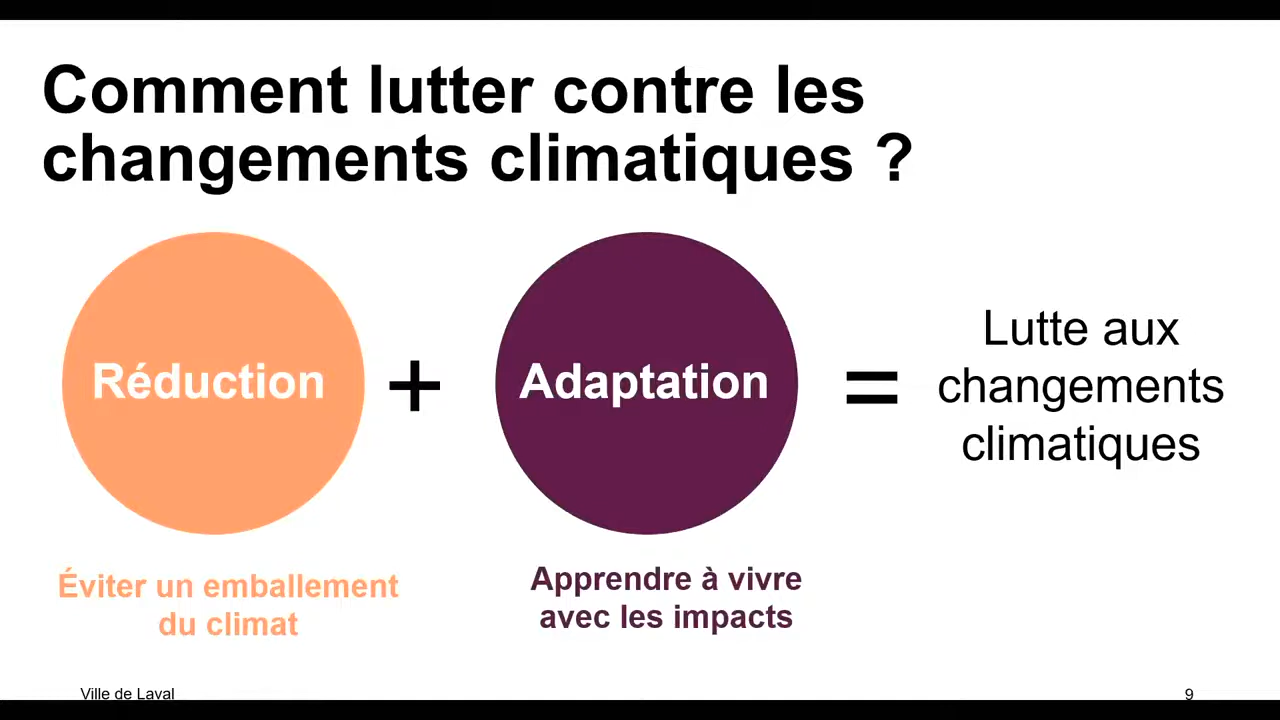 Comment lutter contre les
changements climatiques ?
Réduction
+
Adaptation
=
Lutte aux
changements
climatiques
Éviter un emballement
du climat
Apprendre à vivre
avec les impacts
Ville de Laval
9